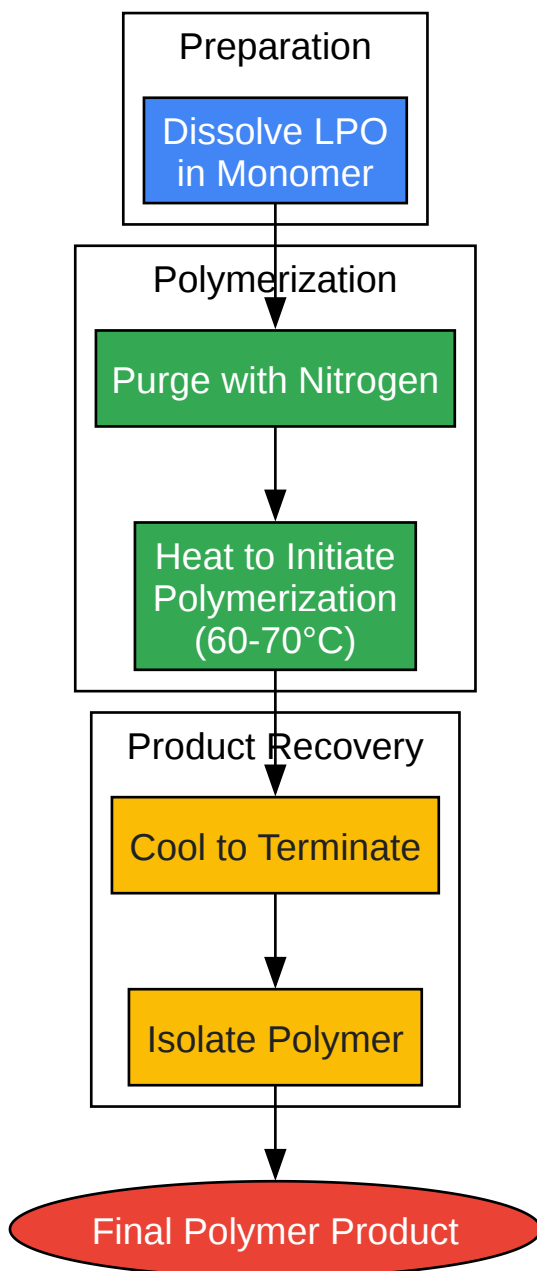 Preparation
Dissolve LPO
in Monomer
Polymerization
Purge with Nitrogen
Heat to Initiate
Polymerization
(60-70°C)
Product Recovery
Cool to Terminate
Isolate Polymer
Final Polymer Product